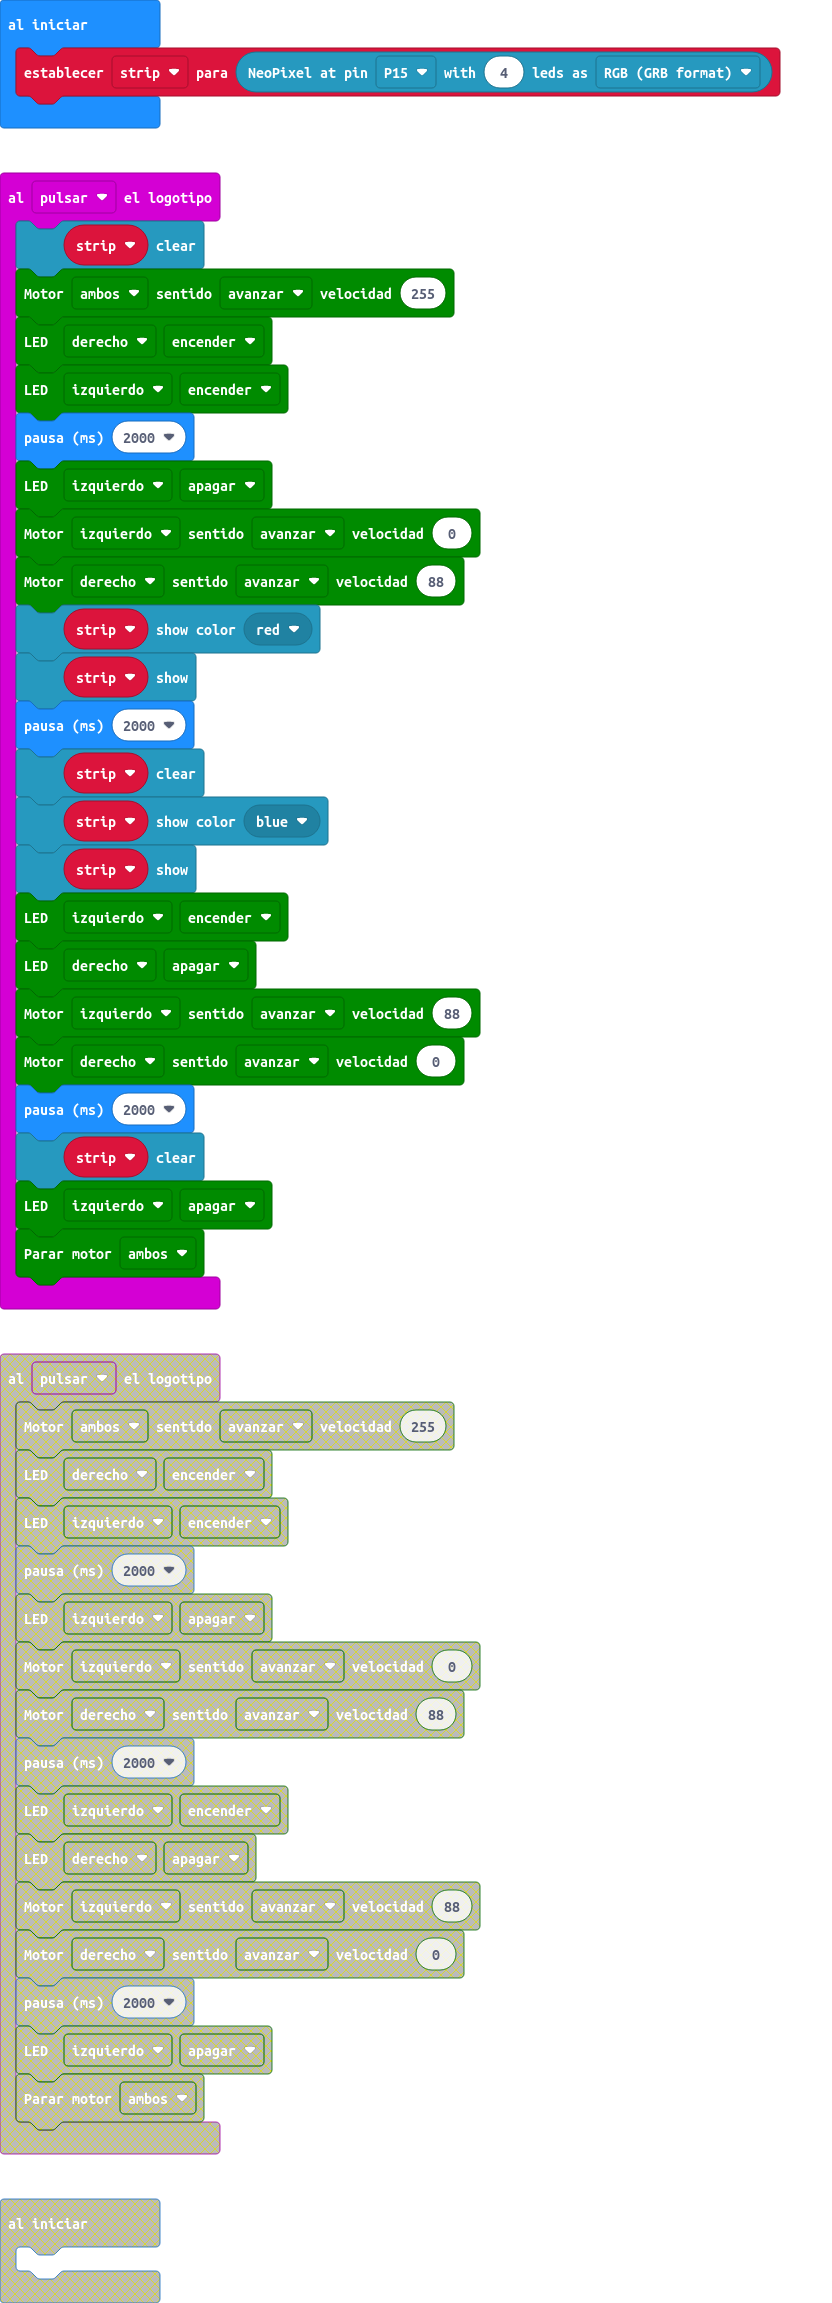 al iniciar
establecer strip para NeoPixel at pin P15 with 4 leds as RGB (GRB format)
al pulsar el logotipo
strip clear
Motor ambos sentido avanzar velocidad 255
LED derecho encender
LED izquierdo encender
pausa (ms) 2000
LED izquierdo apagar
Motor izquierdo sentido avanzar velocidad 0
Motor derecho sentido avanzar velocidad 88
strip show color red
strip show
pausa (ms) 2000
strip clear
strip show color blue
strip show
LED izquierdo encender
LED derecho apagar
Motor izquierdo sentido avanzar velocidad 88
Motor derecho sentido avanzar velocidad 0
pausa (ms) 2000
strip clear
LED izquierdo apagar
Parar motor ambos
al pulsar el logotipo
Motor ambos sentido avanzar velocidad 255
LED derecho encender
LED izquierdo encender
pausa (ms) 2000
LED izquierdo apagar
Motor izquierdo sentido avanzar velocidad 0
Motor derecho sentido avanzar velocidad 88
pausa (ms) 2000
LED izquierdo encender
LED derecho apagar
Motor izquierdo sentido avanzar velocidad 88
Motor derecho sentido avanzar velocidad 0
pausa (ms) 2000
LED izquierdo apagar
Parar motor ambos
al iniciar